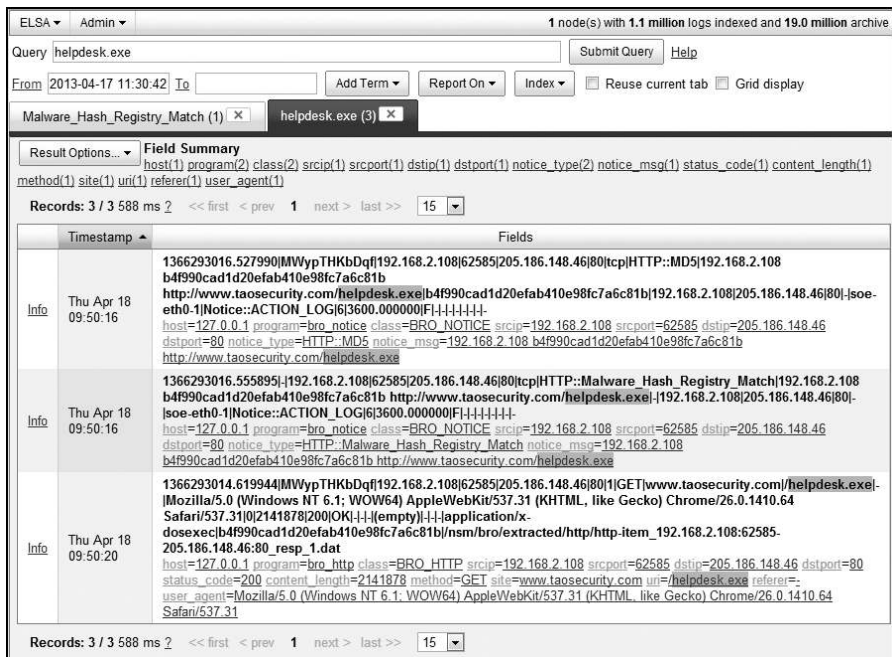 ELSA Admin 1 node(s) with 1.1 million logs indexed and 19.0 million archive
Query helpdesk.exe Submit Query Help
From 2013-04-17 11:30:42 To Add Term Report On Index Reuse current tab Grid display
Malware_Hash_Registry_Match (1) X helpdesk.exe (3) X
Result Options... Field Summary
host(1) program(2) class(2) srcip(1) srcport(1) dstip(1) dstport(1) notice_type(2) notice_msg(1) status_code(1) content_length(1)
method(1) site(1) uri(1) referer(1) user_agent(1)
Records: 3 / 3 588 ms ? << first < prev 1 next > last >> 15
Timestamp Fields
1366293016.527990|MWypTHKbDqf|192.168.2.108|62585|205.186.148.46|80|tcp|HTTP::MD5|192.168.2.108
b4f990cad1d20efab410e98fc7a6c81b
http://www.taosecurity.com/helpdesk.exe|b4f990cad1d20efab410e98fc7a6c81b|192.168.2.108|205.186.148.46|80|-|soe-
Info Thu Apr 18 09:50:16
eth0-1|Notice::ACTION_LOG|6|3600.000000|F|-|-|-|-|-|-|-|-
host=127.0.0.1 program=bro_notice class=BRO_NOTICE srcip=192.168.2.108 srcport=62585 dstip=205.186.148.46
dstport=80 notice_type=HTTP::MD5 notice_msg=192.168.2.108 b4f990cad1d20efab410e98fc7a6c81b
http://www.taosecurity.com/helpdesk.exe
1366293016.555895|-|192.168.2.108|62585|205.186.148.46|80|tcp|HTTP::Malware_Hash_Registry_Match|192.168.2.108
b4f990cad1d20efab410e98fc7a6c81b http://www.taosecurity.com/helpdesk.exe|-|192.168.2.108|205.186.148.46|80|-
Info Thu Apr 18 09:50:16
|soe-eth0-1|Notice::ACTION_LOG|6|3600.000000|F|-|-|-|-|-|-|-|-
host=127.0.0.1 program=bro_notice class=BRO_NOTICE srcip=192.168.2.108 srcport=62585 dstip=205.186.148.46
dstport=80 notice_type=HTTP::Malware_Hash_Registry_Match notice_msg=192.168.2.108
b4f990cad1d20efab410e98fc7a6c81b http://www.taosecurity.com/helpdesk.exe
1366293014.619944|MWypTHKbDqf|192.168.2.108|62585|205.186.148.46|80|1|GET|www.taosecurity.com|/helpdesk.exe|-
|Mozilla/5.0 (Windows NT 6.1; WOW64) AppleWebKit/537.31 (KHTML, like Gecko) Chrome/26.0.1410.64
Safari/537.31|0|2141878|200|OK|-|-|-|(empty)|-|-|-|application/x-
dosexec|b4f990cad1d20efab410e98fc7a6c81b|/nsm/bro/extracted/http/http-item_192.168.2.108:62585-
Info Thu Apr 18 09:50:20
205.186.148.46:80_resp_1.dat
host=127.0.0.1 program=bro_http class=BRO_HTTP srcip=192.168.2.108 srcport=62585 dstip=205.186.148.46 dstport=80
status_code=200 content_length=2141878 method=GET site=www.taosecurity.com uri=/helpdesk.exe referer=-
user_agent=Mozilla/5.0 (Windows NT 6.1; WOW64) AppleWebKit/537.31 (KHTML, like Gecko) Chrome/26.0.1410.64
Safari/537.31
Records: 3 / 3 588 ms ? << first < prev 1 next > last >> 15